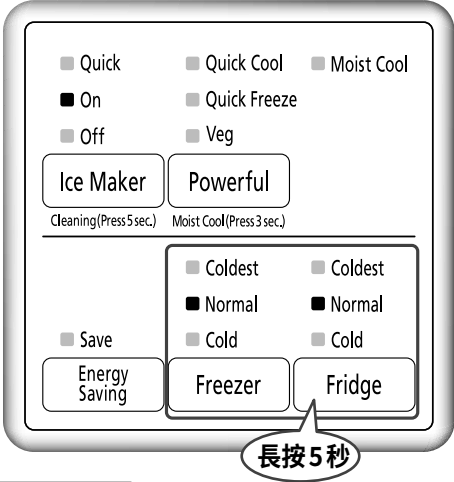 Quick Quick Cool Moist Cool
On Quick Freeze
Off Veg
Ice Maker Powerful
Cleaning(Press 5 sec.) Moist Cool(Press 3 sec.)
Coldest Coldest
Normal Normal
Save Cold Cold
Energy Saving Freezer Fridge
長按5秒